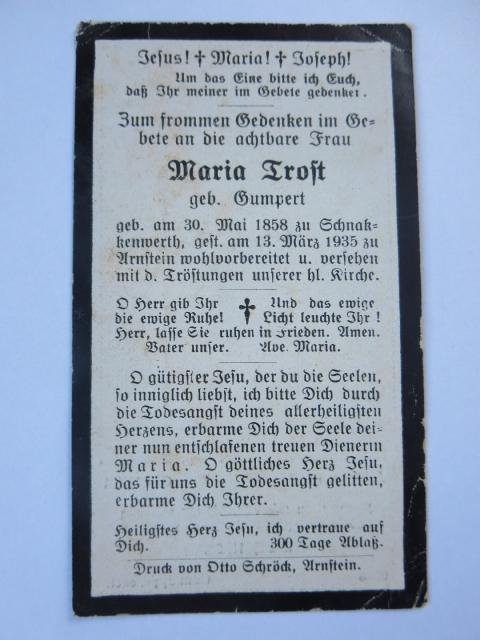 Jesus! † Maria! † Joseph!
Um das Eine bitte ich Euch,
daß Ihr meiner im Gebete gedenket.
Zum frommen Gedenken im Ge-
bete an die achtbare Frau
Maria Trost
geb. Gumpert
geb. am 30. Mai 1858 zu Schnak-
kenwerth, gest. am 13. März 1935 zu
Arnstein wohlvorbereitet u. versehen
mit d. Tröstungen unserer hl. Kirche.
O Herr gib Ihr † Und das ewige
die ewige Ruhe! Licht leuchte Ihr!
Herr, lasse Sie ruhen in Frieden. Amen.
Vater unser. Ave Maria.
O gütigster Jesu, der du die Seelen,
so inniglich liebst, ich bitte Dich durch
die Todesangst deines allerheiligsten
Herzens, erbarme Dich der Seele dei-
ner nun entschlafenen treuen Dienerin
Maria. O göttliches Herz Jesu,
das für uns die Todesangst gelitten,
erbarme Dich Ihrer.
Heiligstes Herz Jesu, ich vertraue auf
Dich. 300 Tage Ablaß.
Druck von Otto Schröck, Arnstein.